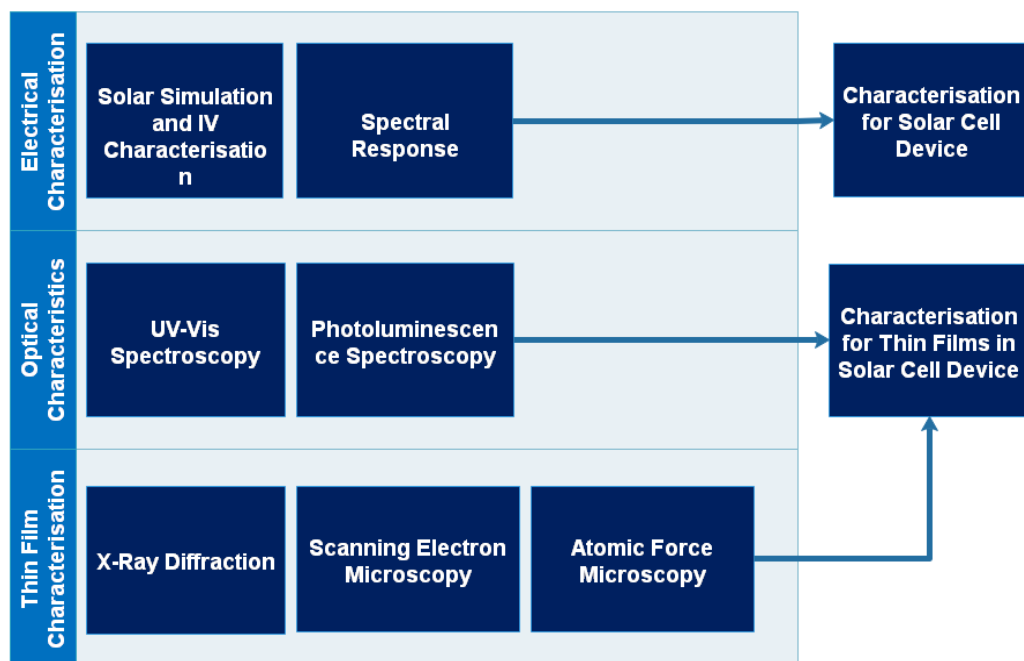 Electrical
Characterisation
Solar Simulation
and IV
Characterisatio
n
Spectral
Response
Characterisation
for Solar Cell
Device
Optical
Characteristics
UV-Vis
Spectroscopy
Photoluminescen
ce Spectroscopy
Characterisation
for Thin Films in
Solar Cell Device
Thin Film
Characterisation
X-Ray Diffraction
Scanning Electron
Microscopy
Atomic Force
Microscopy